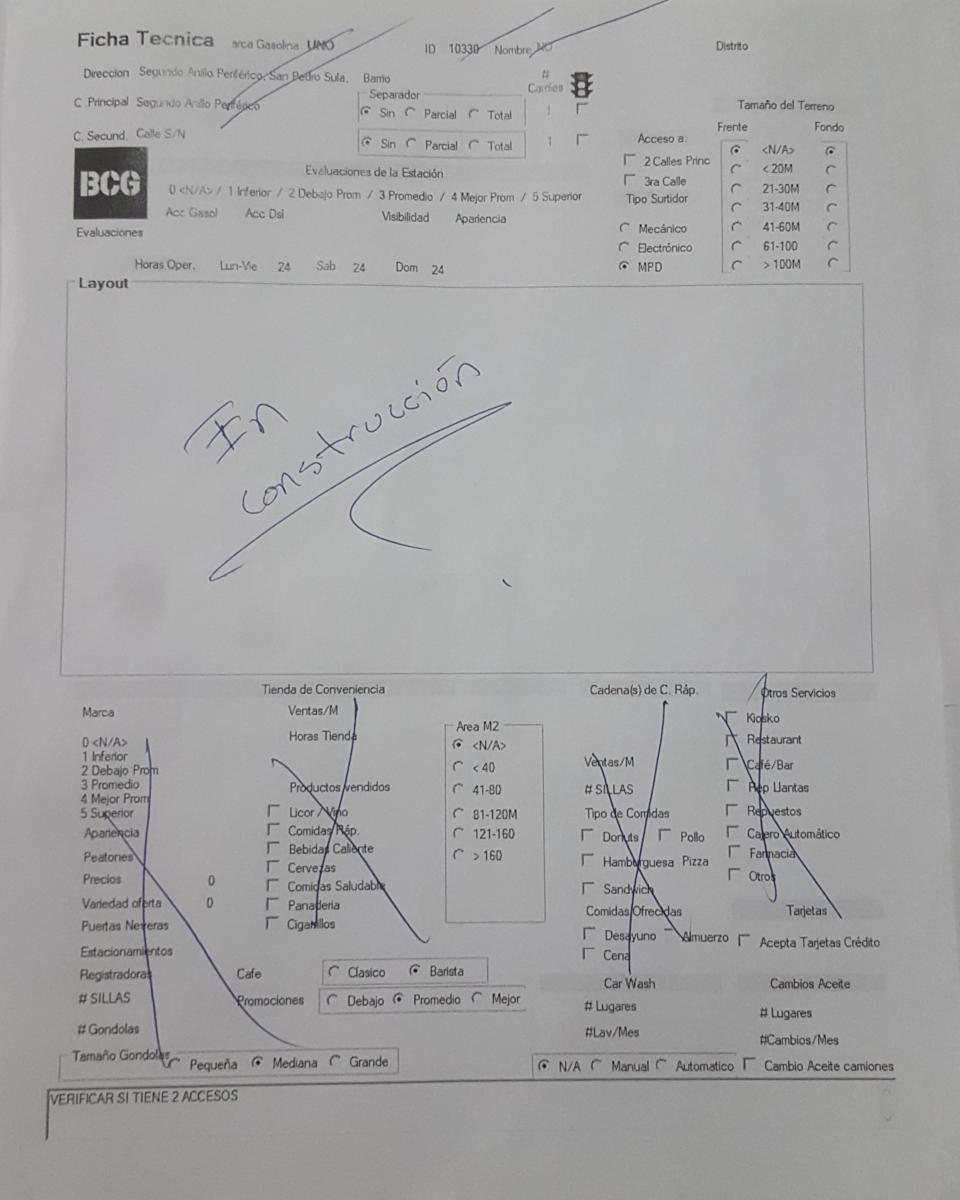 Ficha Tecnica arca Gasolina UNO ID 10330 Nombre NO Distrito
Direccion Segundo Anillo Periférico, San Pedro Sula, Barrio # Carriles
C. Principal Segundo Anillo Periférico Separador Tamaño del Terreno
Sin Parcial Total 1
C. Secund. Calle S/N Sin Parcial Total 1
Acceso a: Frente Fondo
2 Calles Princ <N/A>
3ra Calle < 20M
Tipo Surtidor 21-30M
31-40M
Mecánico 41-60M
Electrónico 61-100
MPD > 100M
BCG
Evaluaciones de la Estación
0 <N/A> / 1 Inferior / 2 Debajo Prom / 3 Promedio / 4 Mejor Prom / 5 Superior
Acc Gasol Acc Dsl Visibilidad Apariencia
Evaluaciones
Horas Oper. Lun-Vie 24 Sab 24 Dom 24
Layout
En
construcción
Tienda de Conveniencia
Marca
0 <N/A>
1 Inferior
2 Debajo Prom
3 Promedio
4 Mejor Prom
5 Superior
Apariencia
Peatones
Precios 0
Variedad oferta 0
Puertas Neveras
Estacionamientos
Registradoras
# SILLAS
# Gondolas
Tamaño Gondolas Pequeña Mediana Grande
Ventas/M
Horas Tienda
Productos vendidos
Licor / Vino
Comidas Ráp.
Bebidas Caliente
Cervezas
Comidas Saludable
Panaderia
Cigarrillos
Cafe Clasico Barista
Promociones Debajo Promedio Mejor
Area M2
<N/A>
< 40
41-80
81-120M
121-160
> 160
Cadena(s) de C. Ráp.
Ventas/M
# SILLAS
Tipo de Comidas
Donuts Pollo
Hamburguesa Pizza
Sandwich
Comidas Ofrecidas
Desayuno Almuerzo
Cena
Car Wash
# Lugares
#Lav/Mes
N/A Manual Automatico
Otros Servicios
Kiosko
Restaurant
Café/Bar
Rep Llantas
Repuestos
Cajero Automático
Farmacia
Otros
Tarjetas
Acepta Tarjetas Crédito
Cambios Aceite
# Lugares
#Cambios/Mes
Cambio Aceite camiones
VERIFICAR SI TIENE 2 ACCESOS